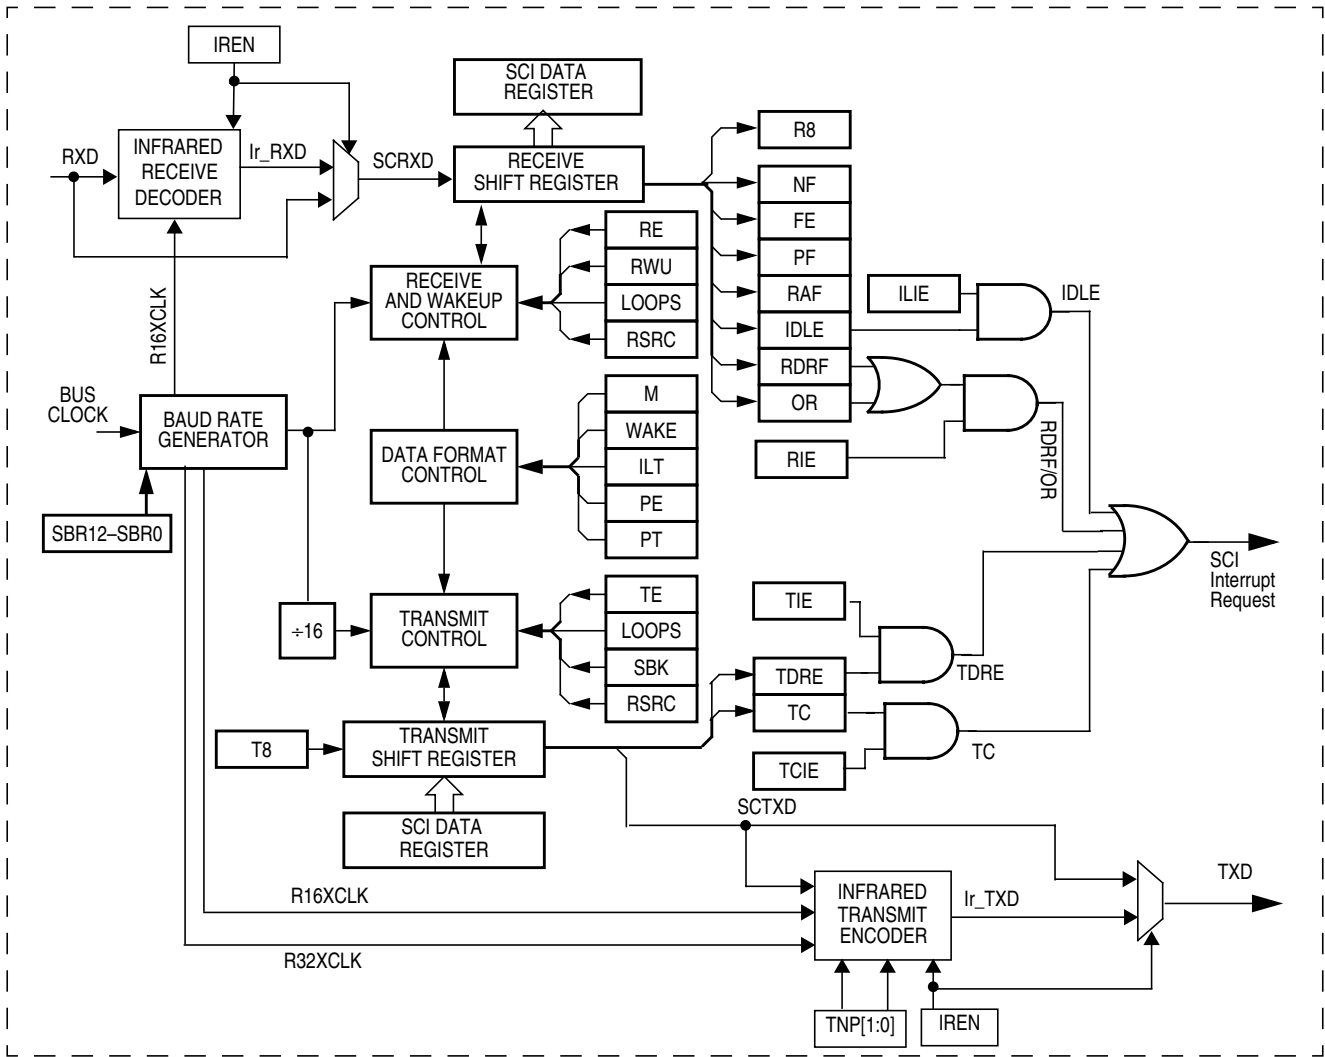 IREN
SCI DATA
REGISTER
RXD
INFRARED
RECEIVE
DECODER
Ir_RXD
SCRXD
RECEIVE
SHIFT REGISTER
R8
NF
FE
PF
RAF
IDLE
RDRF
OR
RE
RWU
LOOPS
RSRC
RECEIVE
AND WAKEUP
CONTROL
R16XCLK
ILIE
IDLE
RIE
RDRF/OR
BUS
CLOCK
BAUD RATE
GENERATOR
SBR12–SBR0
DATA FORMAT
CONTROL
M
WAKE
ILT
PE
PT
SCI
Interrupt
Request
÷16
TRANSMIT
CONTROL
TE
LOOPS
SBK
RSRC
TIE
TDRE
TDRE
TC
TC
TCIE
T8
TRANSMIT
SHIFT REGISTER
SCI DATA
REGISTER
SCTXD
R16XCLK
R32XCLK
INFRARED
TRANSMIT
ENCODER
Ir_TXD
TXD
TNP[1:0]
IREN